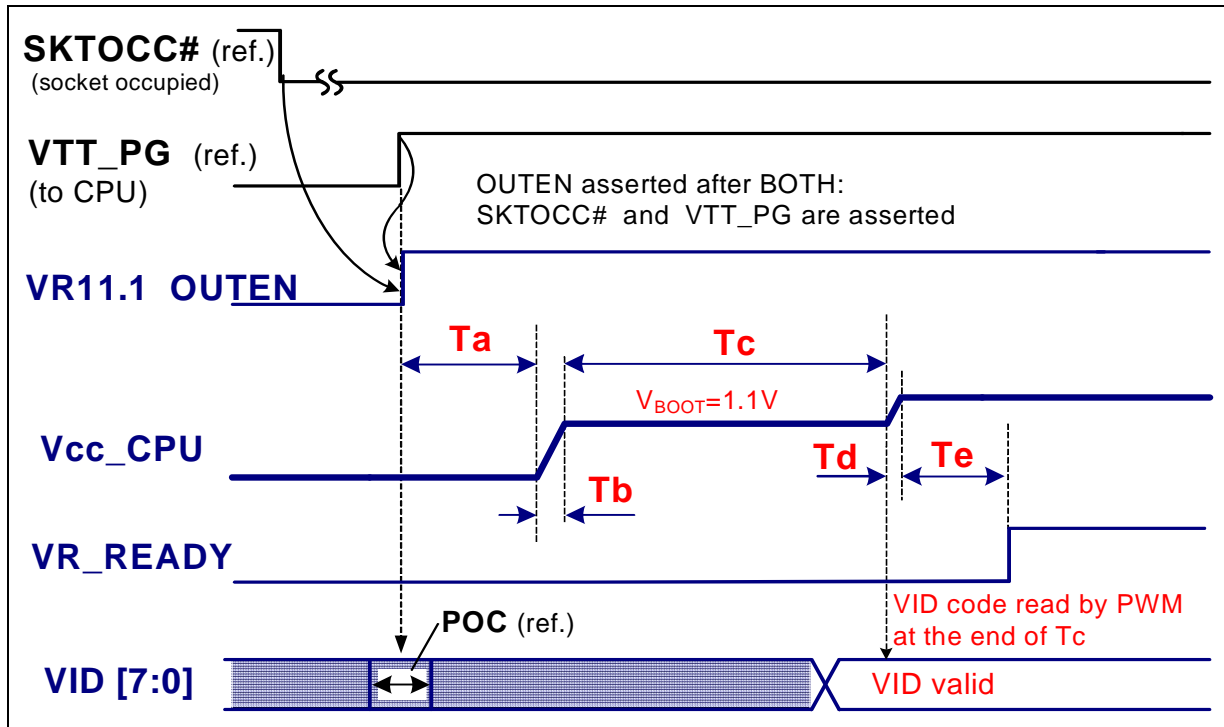 SKTOCC# (ref.)
(socket occupied)
VTT_PG (ref.)
(to CPU)
OUTEN asserted after BOTH:
SKTOCC# and VTT_PG are asserted
VR11.1 OUTEN
Ta
Tc
VBOOT=1.1V
Vcc_CPU
Td
Te
Tb
VR_READY
VID code read by PWM
at the end of Tc
POC (ref.)
VID [7:0]
VID valid